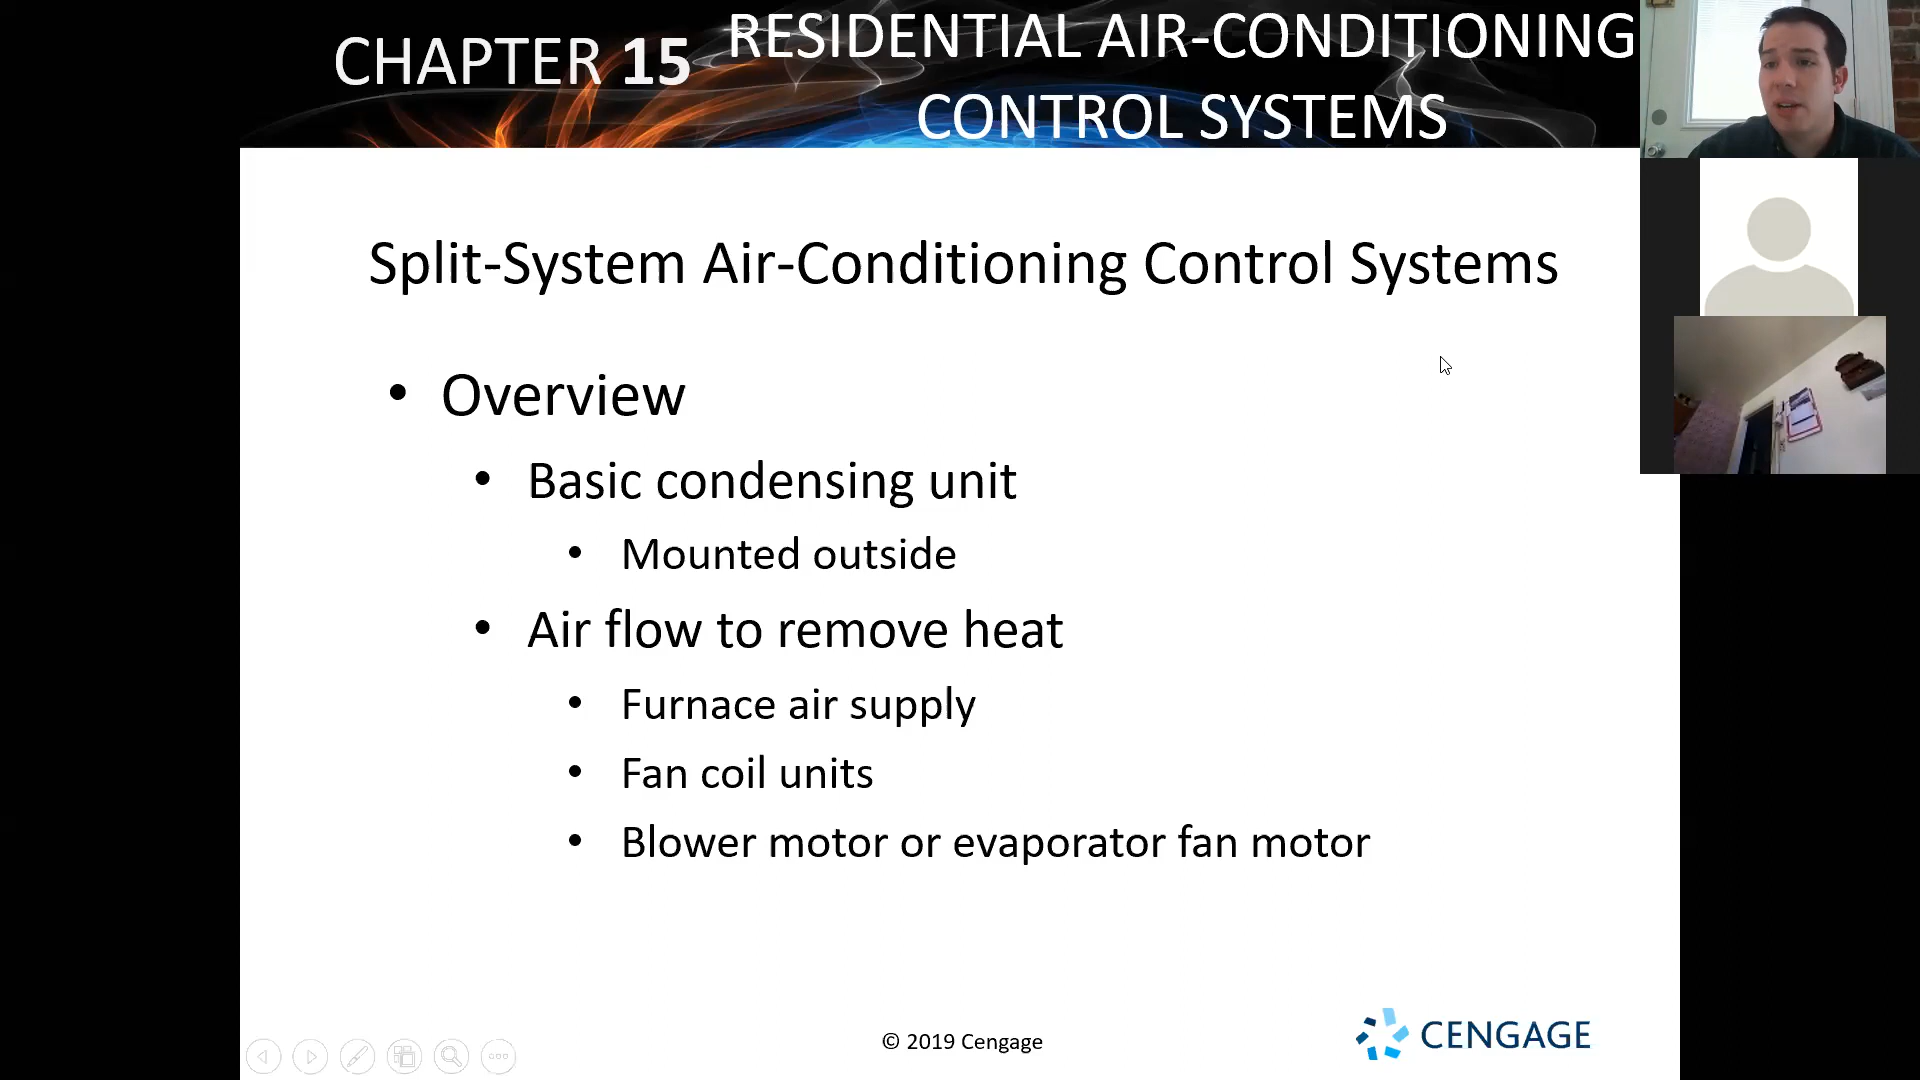 CHAPTER 15
RESIDENTIAL AIR-CONDITIONING
CONTROL SYSTEMS
Split-System Air-Conditioning Control Systems
• Overview
• Basic condensing unit
• Mounted outside
• Air flow to remove heat
• Furnace air supply
• Fan coil units
• Blower motor or evaporator fan motor
© 2019 Cengage
CENGAGE